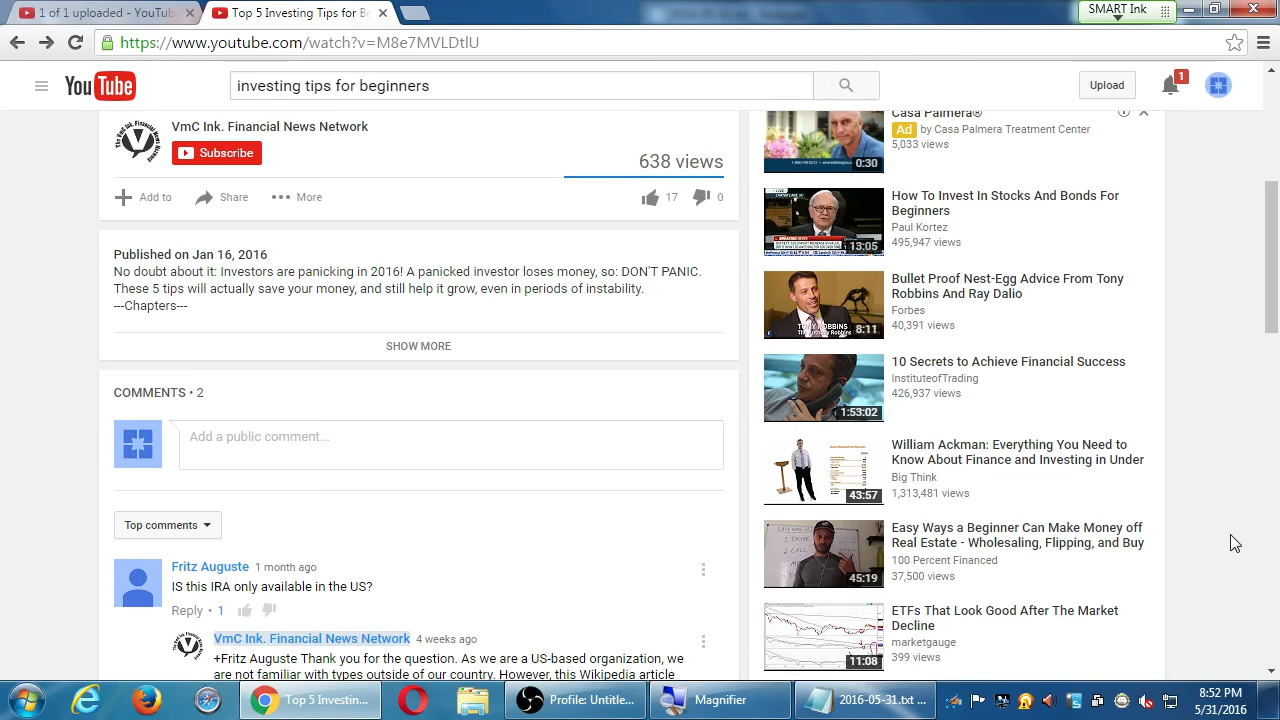 1 of 1 uploaded - YouTub
Top 5 Investing Tips for Be
SMART Ink
https://www.youtube.com/watch?v=M8e7MVLDtlU
YouTube
investing tips for beginners
Upload
1
VmC Ink. Financial News Network
Subscribe
638 views
Add to
Share
More
17
0
Published on Jan 16, 2016
No doubt about it: Investors are panicking in 2016! A panicked investor loses money, so: DON'T PANIC.
These 5 tips will actually save your money, and still help it grow, even in periods of instability.
---Chapters---
SHOW MORE
COMMENTS • 2
Add a public comment...
Top comments
Fritz Auguste 1 month ago
IS this IRA only available in the US?
Reply • 1
VmC Ink. Financial News Network 4 weeks ago
+Fritz Auguste Thank you for the question. As we are a US-based organization, we
are not familiar with types outside of our country. However, this Wikipedia article
Casa Palmera®
Ad by Casa Palmera Treatment Center
5,033 views
0:30
How To Invest In Stocks And Bonds For
Beginners
Paul Kortez
495,947 views
BREAKING NEWS
13:05
Bullet Proof Nest-Egg Advice From Tony
Robbins And Ray Dalio
Forbes
40,391 views
TONY ROBBINS
8:11
10 Secrets to Achieve Financial Success
InstituteofTrading
426,937 views
1:53:02
William Ackman: Everything You Need to
Know About Finance and Investing in Under
Big Think
1,313,481 views
43:57
Easy Ways a Beginner Can Make Money off
Real Estate - Wholesaling, Flipping, and Buy
100 Percent Financed
37,500 views
45:19
ETFs That Look Good After The Market
Decline
marketgauge
399 views
11:08
Top 5 Investin...
Profile: Untitle...
Magnifier
2016-05-31.txt ...
8:52 PM
5/31/2016